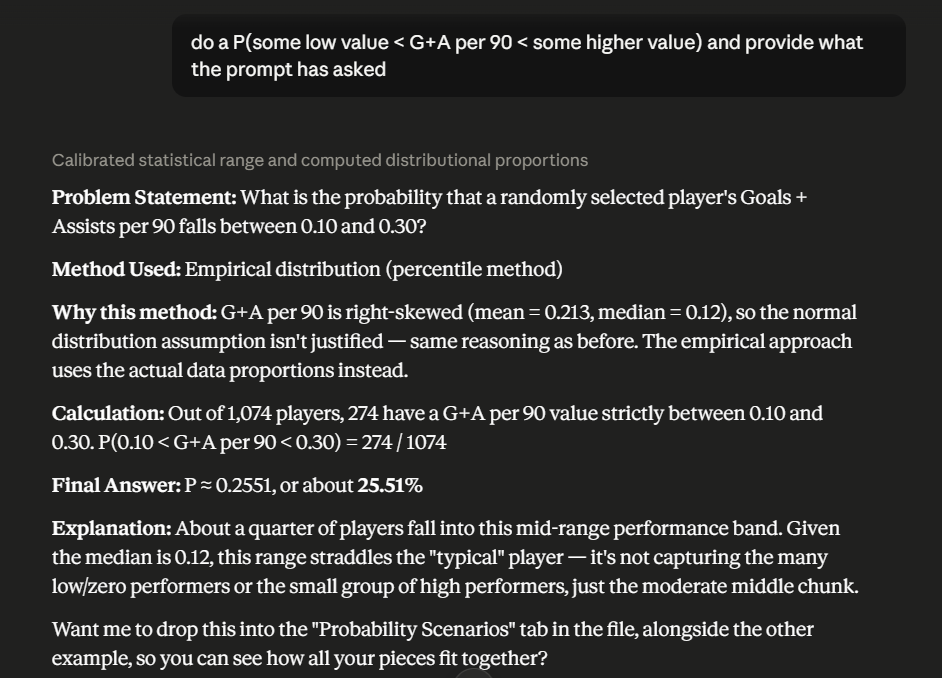 do a P(some low value < G+A per 90 < some higher value) and provide what
the prompt has asked
Calibrated statistical range and computed distributional proportions
Problem Statement: What is the probability that a randomly selected player's Goals +
Assists per 90 falls between 0.10 and 0.30?
Method Used: Empirical distribution (percentile method)
Why this method: G+A per 90 is right-skewed (mean = 0.213, median = 0.12), so the normal
distribution assumption isn't justified — same reasoning as before. The empirical approach
uses the actual data proportions instead.
Calculation: Out of 1,074 players, 274 have a G+A per 90 value strictly between 0.10 and
0.30. P(0.10 < G+A per 90 < 0.30) = 274 / 1074
Final Answer: P ≈ 0.2551, or about 25.51%
Explanation: About a quarter of players fall into this mid-range performance band. Given
the median is 0.12, this range straddles the "typical" player — it's not capturing the many
low/zero performers or the small group of high performers, just the moderate middle chunk.
Want me to drop this into the "Probability Scenarios" tab in the file, alongside the other
example, so you can see how all your pieces fit together?